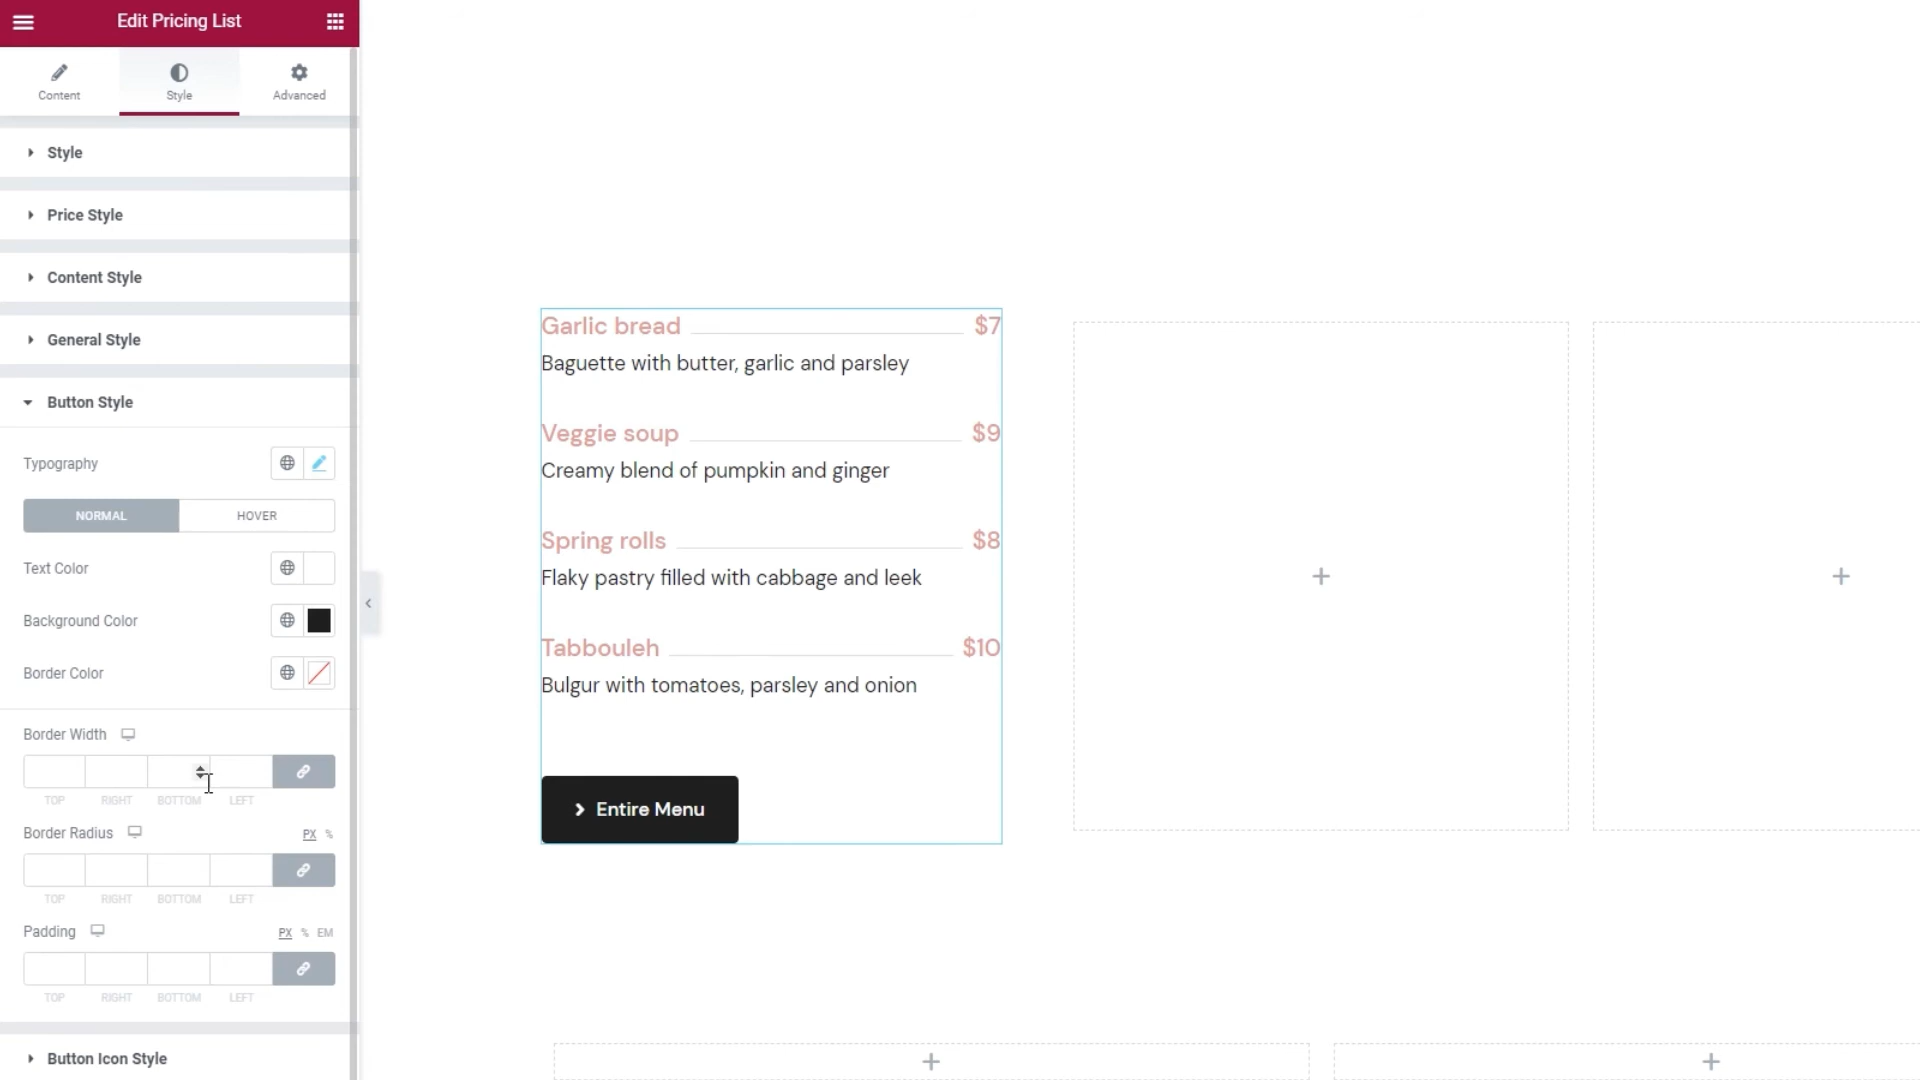 Edit Pricing List
Content
Style
Advanced
Style
Price Style
Content Style
General Style
Button Style
Typography
NORMAL
HOVER
Text Color
Background Color
Border Color
Border Width
TOP RIGHT BOTTOM LEFT
Border Radius
PX %
TOP RIGHT BOTTOM LEFT
Padding
PX % EM
TOP RIGHT BOTTOM LEFT
Button Icon Style
Garlic bread $7
Baguette with butter, garlic and parsley
Veggie soup $9
Creamy blend of pumpkin and ginger
Spring rolls $8
Flaky pastry filled with cabbage and leek
Tabbouleh $10
Bulgur with tomatoes, parsley and onion
Entire Menu